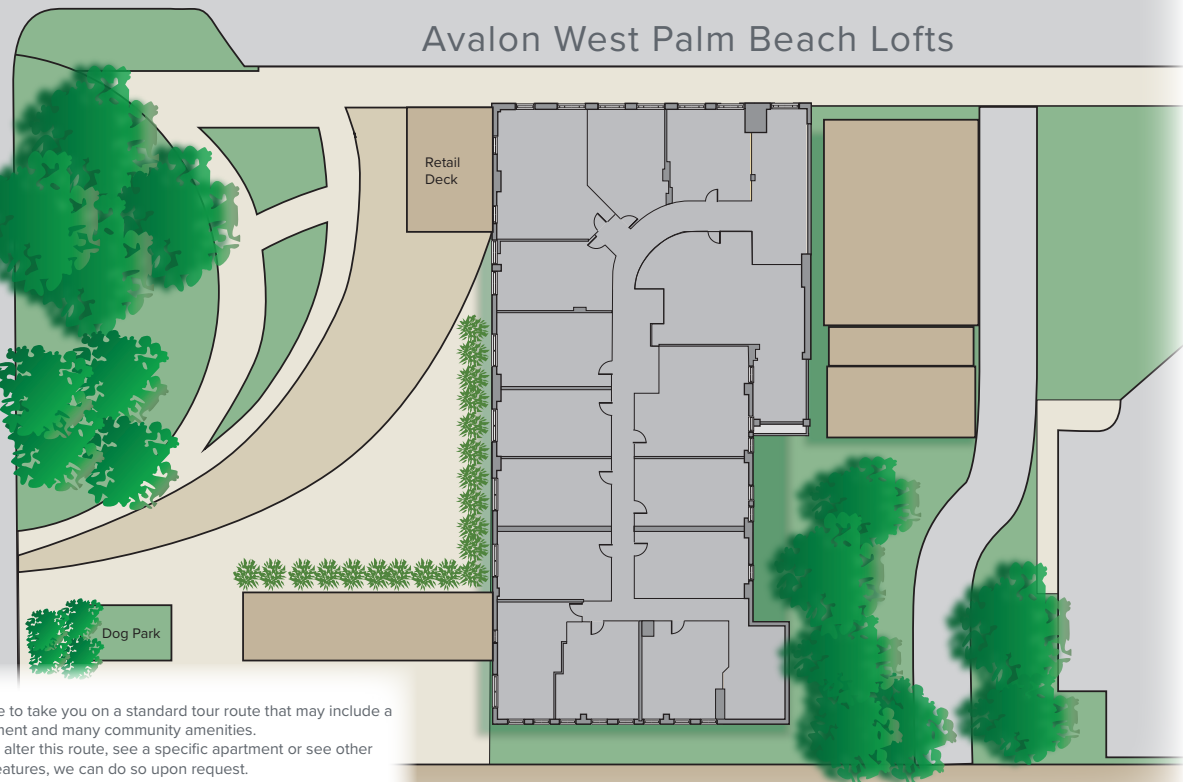 Avalon West Palm Beach Lofts
Retail
Deck
Dog Park
e to take you on a standard tour route that may include a
ment and many community amenities.
alter this route, see a specific apartment or see other
eatures, we can do so upon request.